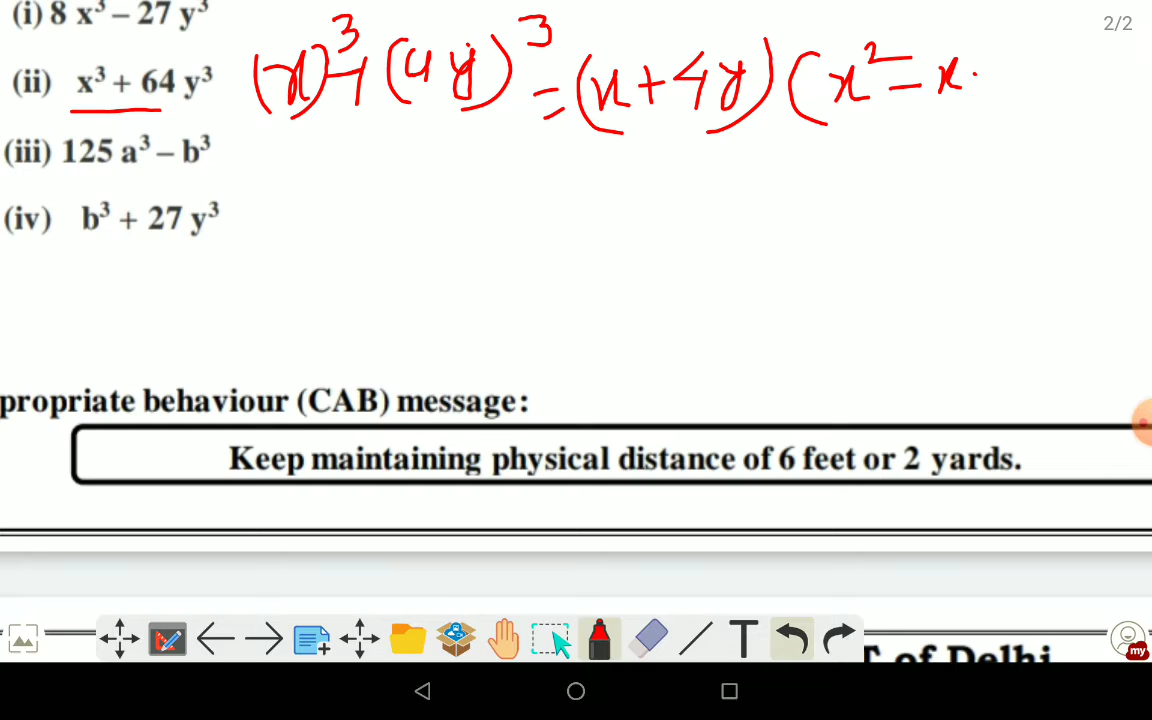 (i) 8 x³ – 27 y³
2/2
(ii) x³ + 64 y³ (x)³+(4y)³ = (x+4y)(x²–x.
(iii) 125 a³ – b³
(iv) b³ + 27 y³
propriate behaviour (CAB) message:
Keep maintaining physical distance of 6 feet or 2 yards.
T of Delhi
my